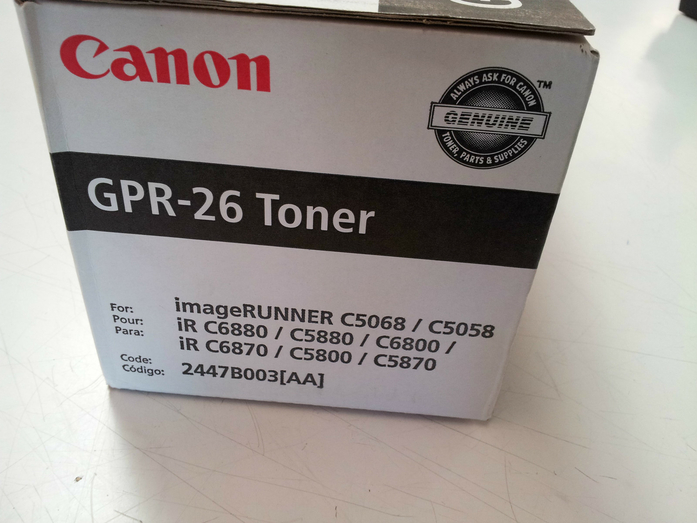 Canon
ALWAYS ASK FOR CANON
GENUINE
TONER, PARTS & SUPPLIES
TM
GPR-26 Toner
For:
Pour:
Para:
imageRUNNER C5068 / C5058
iR C6880 / C5880 / C6800 /
iR C6870 / C5800 / C5870
Code:
Código:
2447B003[AA]